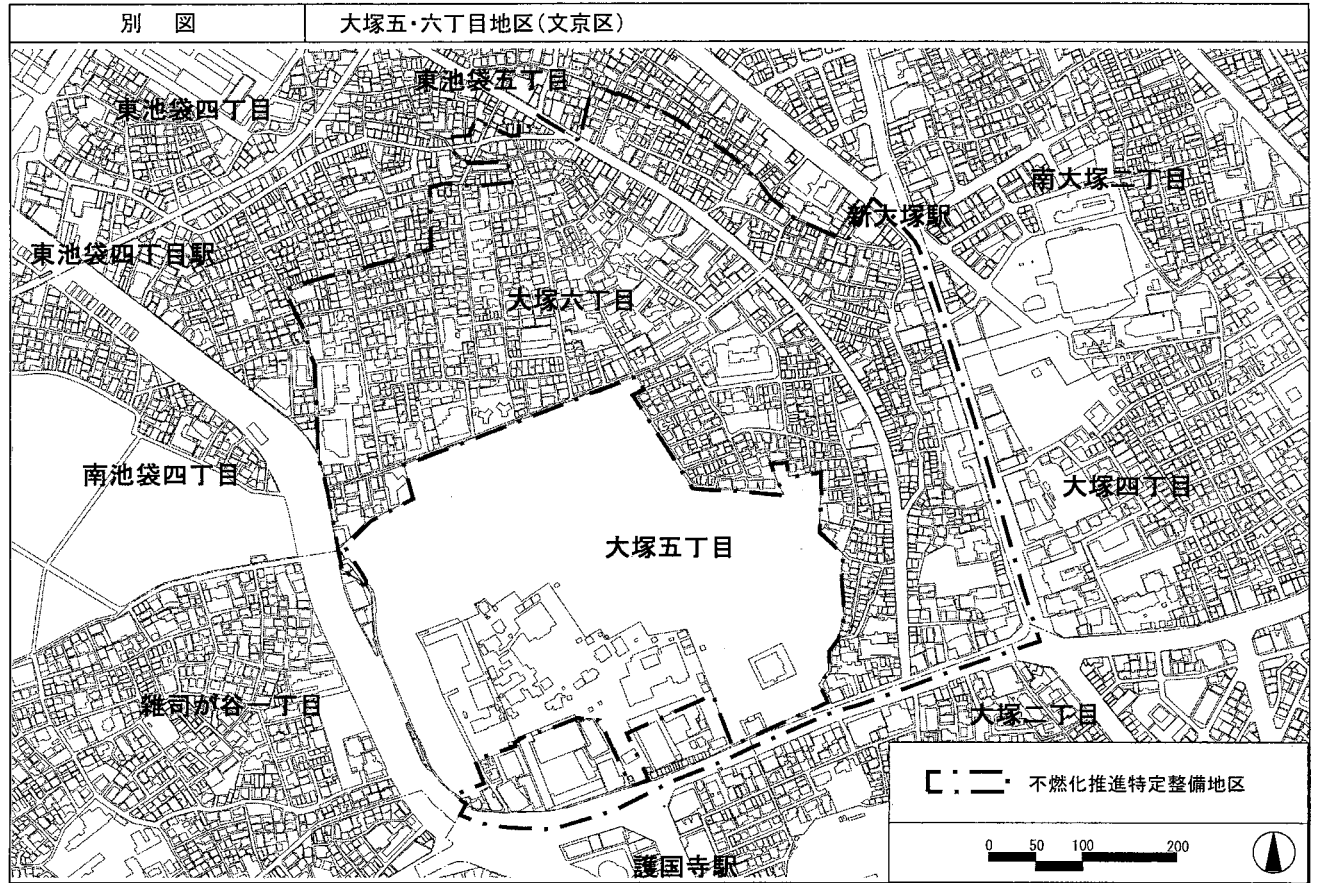 別 図
大塚五・六丁目地区(文京区)
東池袋五丁目
東池袋四丁目
南大塚二丁目
新大塚駅
東池袋四丁目駅
大塚六丁目
南池袋四丁目
大塚四丁目
大塚五丁目
雑司が谷一丁目
大塚二丁目
不燃化推進特定整備地区
0 50 100 200
護国寺駅